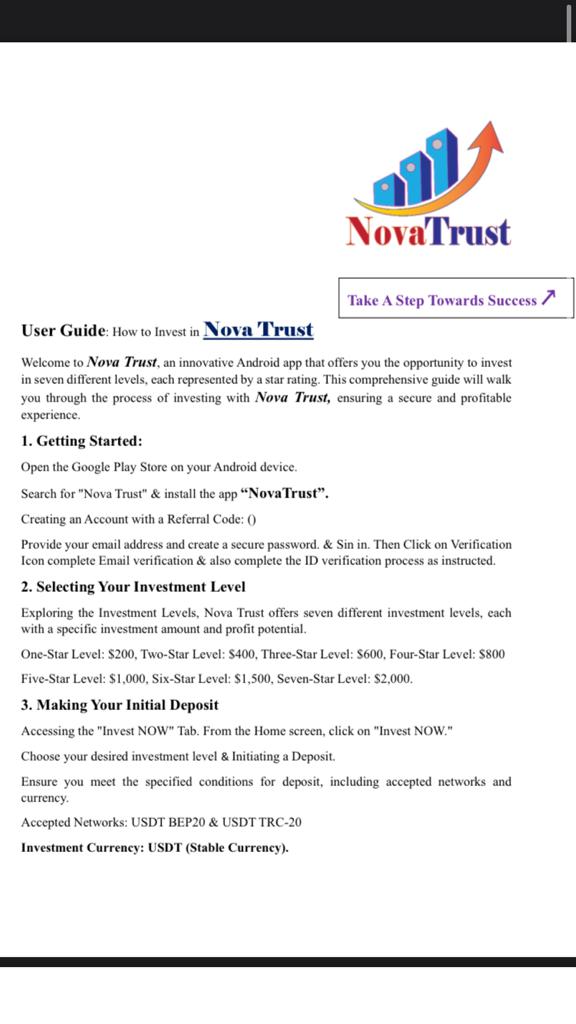 NovaTrust
Take A Step Towards Success
User Guide: How to Invest in Nova Trust
Welcome to Nova Trust, an innovative Android app that offers you the opportunity to invest
in seven different levels, each represented by a star rating. This comprehensive guide will walk
you through the process of investing with Nova Trust, ensuring a secure and profitable
experience.
1. Getting Started:
Open the Google Play Store on your Android device.
Search for "Nova Trust" & install the app “NovaTrust”.
Creating an Account with a Referral Code: ()
Provide your email address and create a secure password. & Sin in. Then Click on Verification
Icon complete Email verification & also complete the ID verification process as instructed.
2. Selecting Your Investment Level
Exploring the Investment Levels, Nova Trust offers seven different investment levels, each
with a specific investment amount and profit potential.
One-Star Level: $200, Two-Star Level: $400, Three-Star Level: $600, Four-Star Level: $800
Five-Star Level: $1,000, Six-Star Level: $1,500, Seven-Star Level: $2,000.
3. Making Your Initial Deposit
Accessing the "Invest NOW" Tab. From the Home screen, click on "Invest NOW."
Choose your desired investment level & Initiating a Deposit.
Ensure you meet the specified conditions for deposit, including accepted networks and
currency.
Accepted Networks: USDT BEP20 & USDT TRC-20
Investment Currency: USDT (Stable Currency).